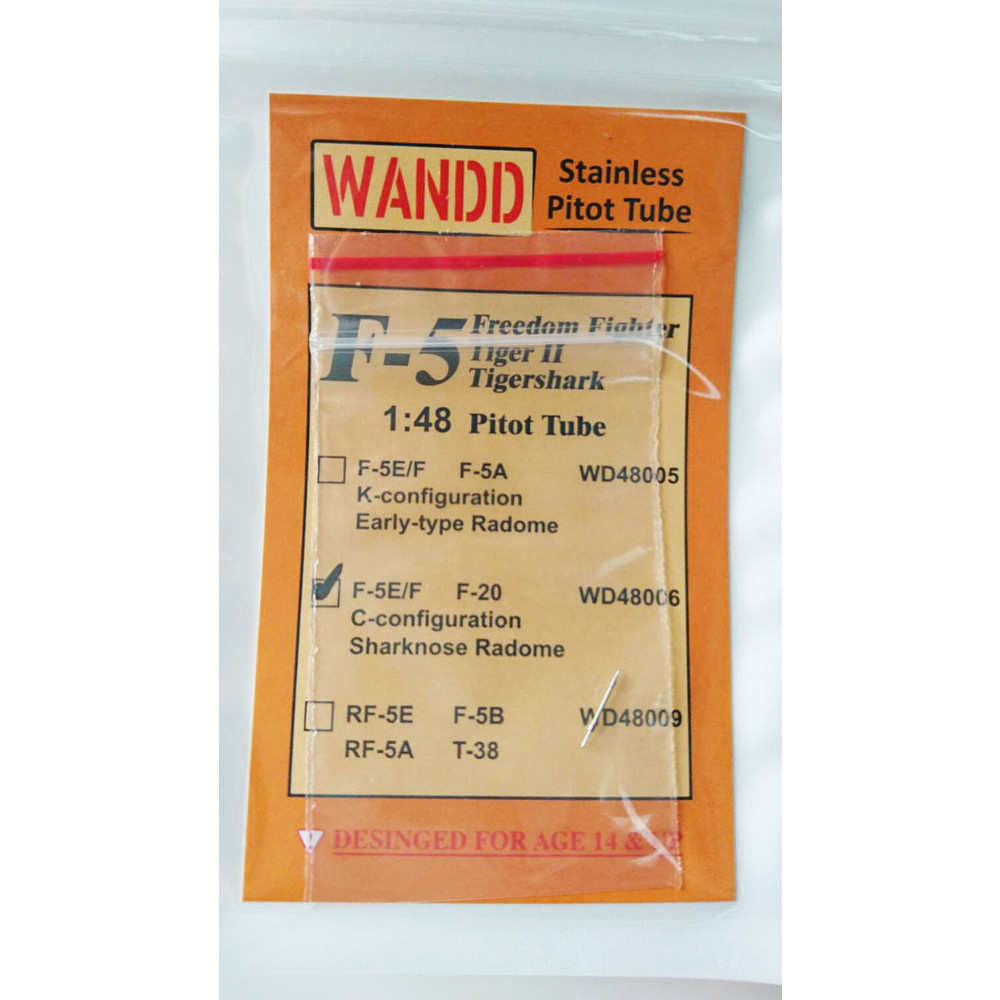 WANDD
Stainless
Pitot Tube
F-5
Freedom Fighter
Tiger II
Tigershark
1:48 Pitot Tube
F-5E/F F-5A WD48005
K-configuration
Early-type Radome
F-5E/F F-20 WD48006
C-configuration
Sharknose Radome
RF-5E F-5B WD48009
RF-5A T-38
DESINGED FOR AGE 14 & UP